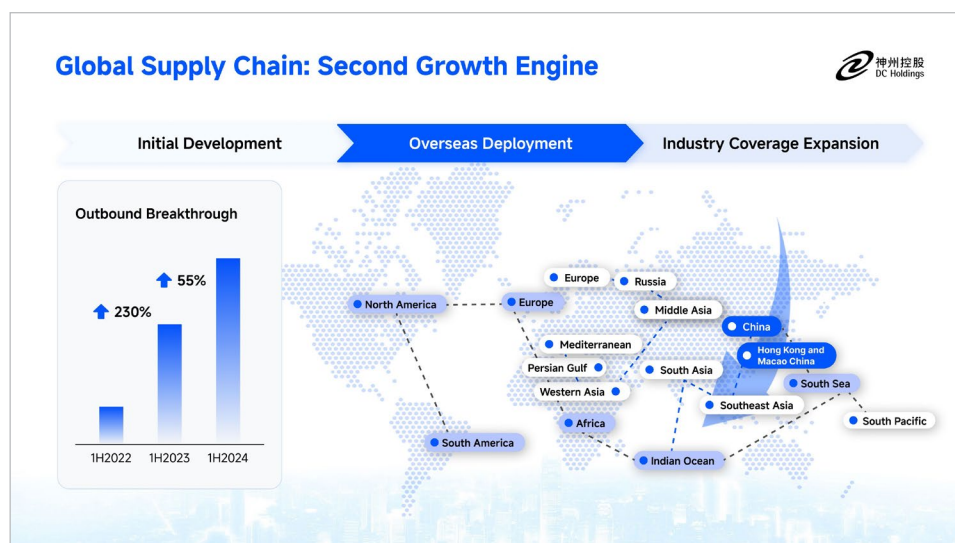 Global Supply Chain: Second Growth Engine
神州控股
DC Holdings
Initial Development
Overseas Deployment
Industry Coverage Expansion
Outbound Breakthrough
230%
55%
1H2022
1H2023
1H2024
North America
South America
Europe
Europe
Russia
Middle Asia
Mediterranean
Persian Gulf
Western Asia
Africa
South Asia
China
Hong Kong and
Macao China
South Sea
Southeast Asia
South Pacific
Indian Ocean